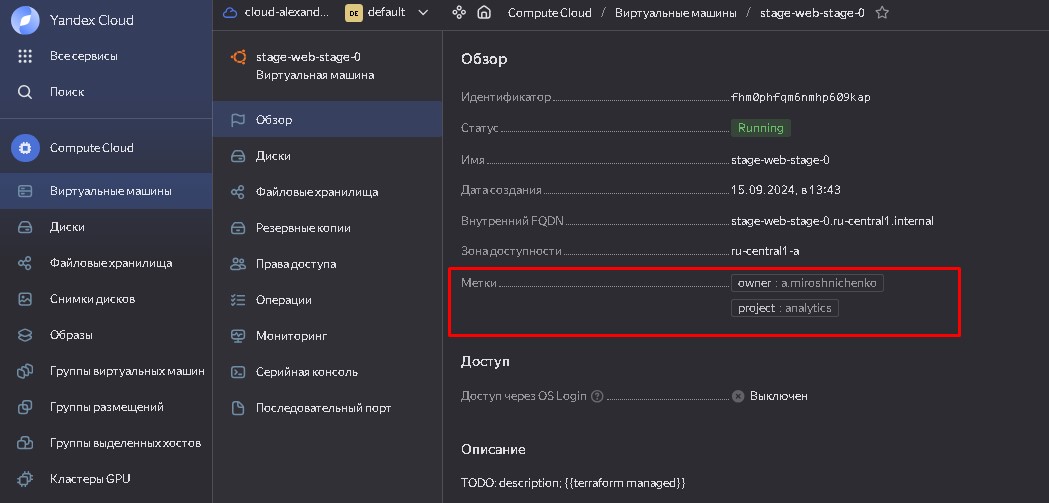 Yandex Cloud
Все сервисы
Поиск
Compute Cloud
Виртуальные машины
Диски
Файловые хранилища
Снимки дисков
Образы
Группы виртуальных машин
Группы размещений
Группы выделенных хостов
Кластеры GPU
cloud-alexand... DE default
Compute Cloud / Виртуальные машины / stage-web-stage-0
stage-web-stage-0
Виртуальная машина
Обзор
Диски
Файловые хранилища
Резервные копии
Права доступа
Операции
Мониторинг
Серийная консоль
Последовательный порт
Обзор
Идентификатор fhm0phfqm6nmhp609kap
Статус Running
Имя stage-web-stage-0
Дата создания 15.09.2024, в 13:43
Внутренний FQDN stage-web-stage-0.ru-central1.internal
Зона доступности ru-central1-a
Метки owner : a.miroshnichenko
project : analytics
Доступ
Доступ через OS Login ? Выключен
Описание
TODO: description; {{terraform managed}}